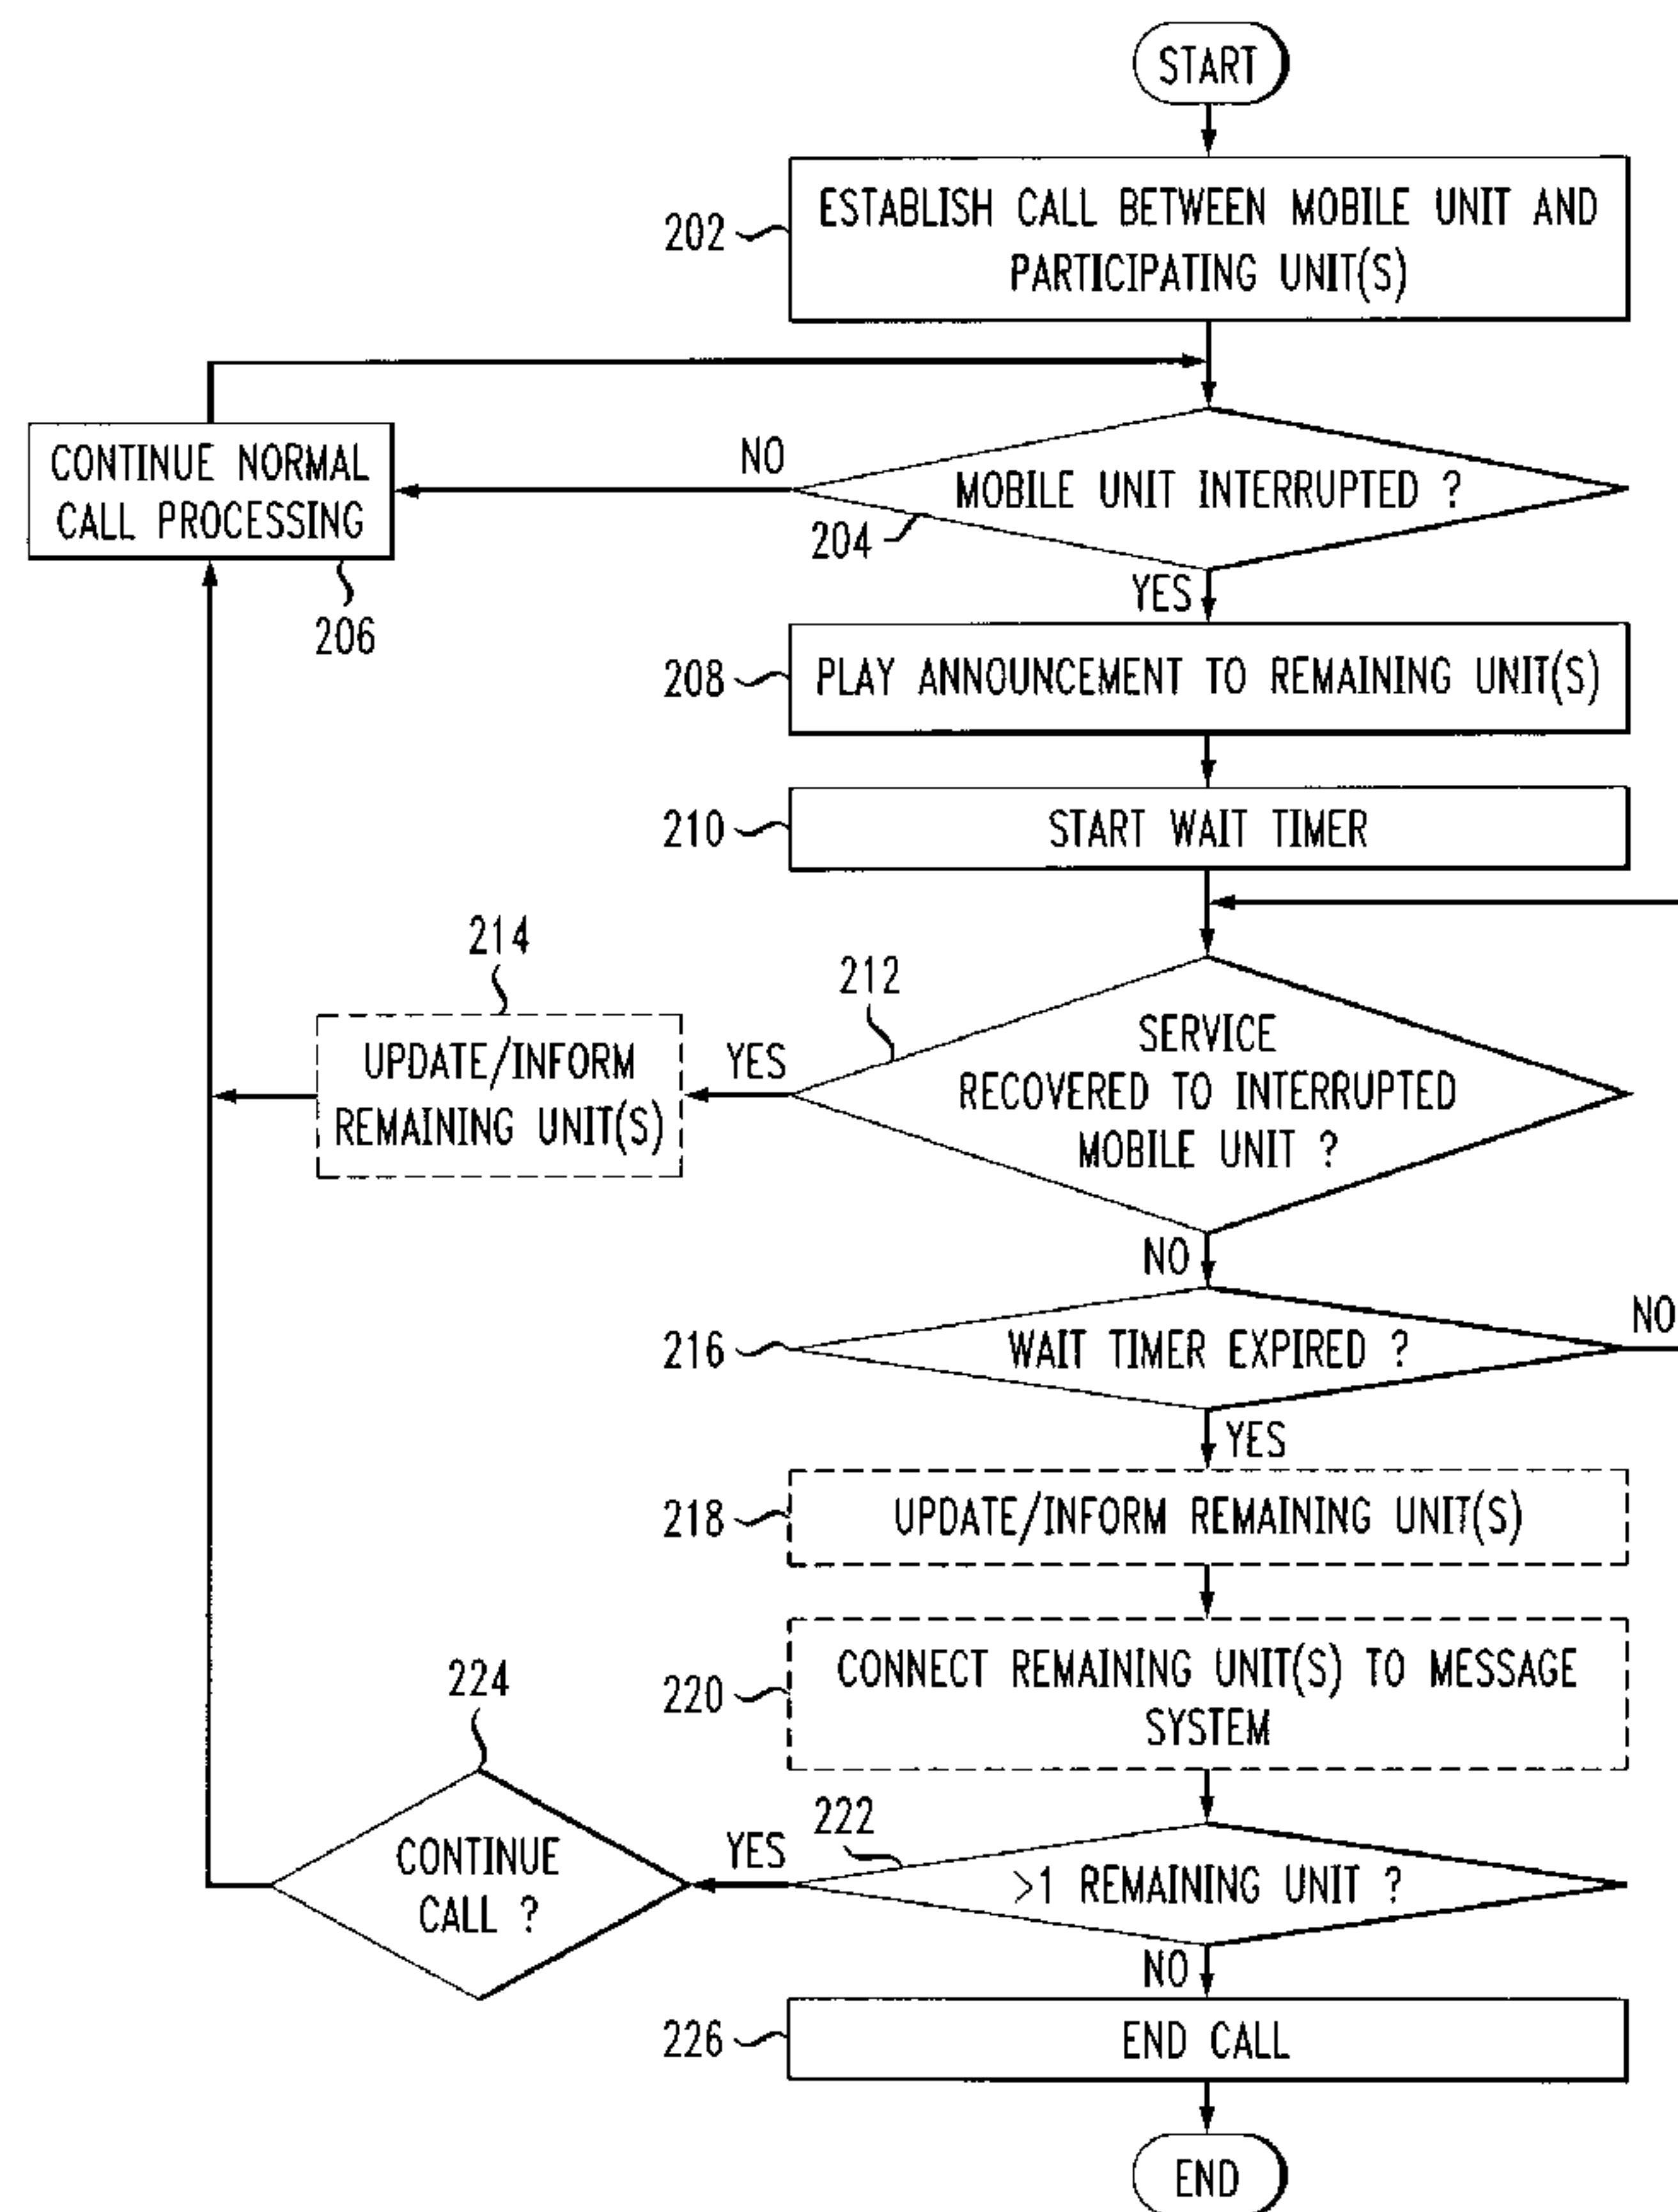 START
202
ESTABLISH CALL BETWEEN MOBILE UNIT AND
PARTICIPATING UNIT(S)
CONTINUE NORMAL
CALL PROCESSING
206
NO
MOBILE UNIT INTERRUPTED ?
204
YES
208
PLAY ANNOUNCEMENT TO REMAINING UNIT(S)
210
START WAIT TIMER
214
UPDATE/INFORM
REMAINING UNIT(S)
YES
212
SERVICE
RECOVERED TO INTERRUPTED
MOBILE UNIT ?
NO
216
WAIT TIMER EXPIRED ?
NO
YES
218
UPDATE/INFORM REMAINING UNIT(S)
220
CONNECT REMAINING UNIT(S) TO MESSAGE
SYSTEM
224
CONTINUE
CALL ?
YES
222
>1 REMAINING UNIT ?
NO
226
END CALL
END